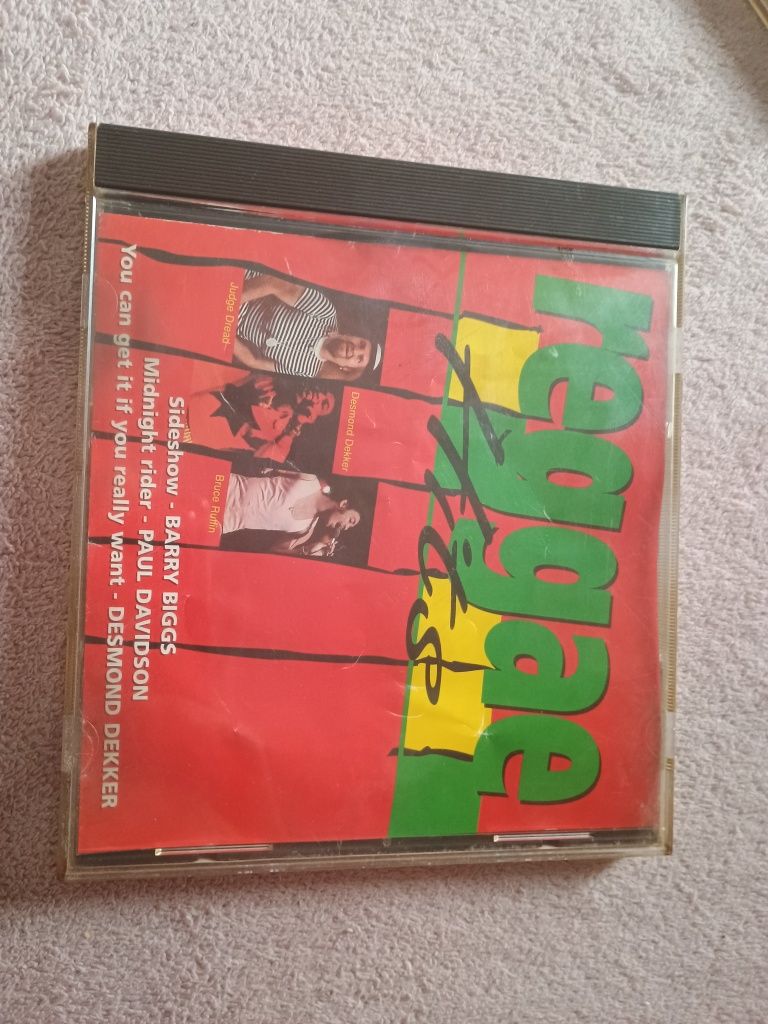 reggae
Desmond Dekker
Judge Dread
Bruce Ruffin
Sideshow - BARRY BIGGS
Midnight rider - PAUL DAVIDSON
You can get it if you really want - DESMOND DEKKER